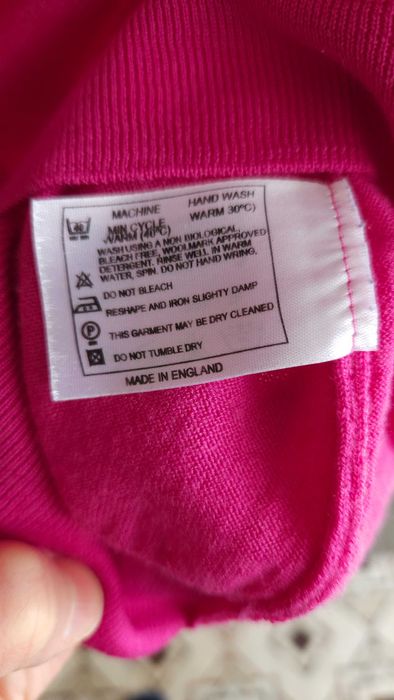 MACHINE HAND WASH
MIN CYCLE WARM 30°C)
WARM (40°C)
WASH USING A NON BIOLOGICAL,
BLEACH FREE, WOOLMARK APPROVED
DETERGENT. RINSE WELL IN WARM
WATER, SPIN. DO NOT HAND WRING.
DO NOT BLEACH
RESHAPE AND IRON SLIGHTY DAMP
P THIS GARMENT MAY BE DRY CLEANED
DO NOT TUMBLE DRY
MADE IN ENGLAND